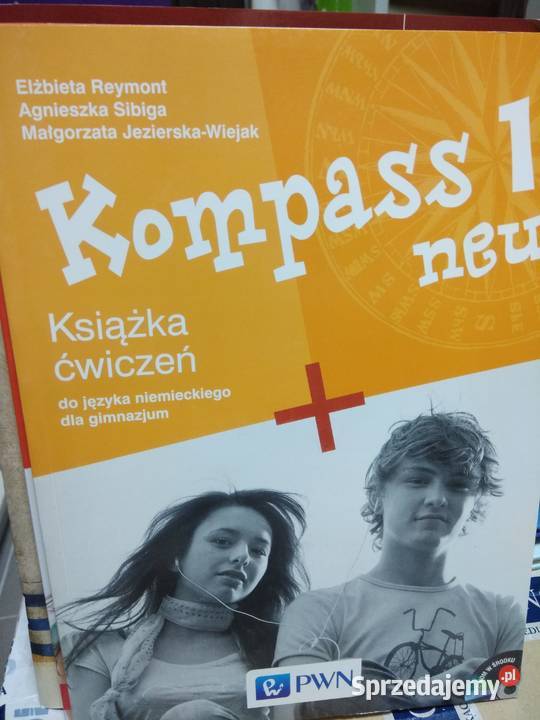 Elżbieta Reymont
Agnieszka Sibiga
Małgorzata Jezierska-Wiejak
Kompass 1
neu
Książka
ćwiczeń
do języka niemieckiego
dla gimnazjum
PWN
W ŚRODKU
Sprzedajemy.pl